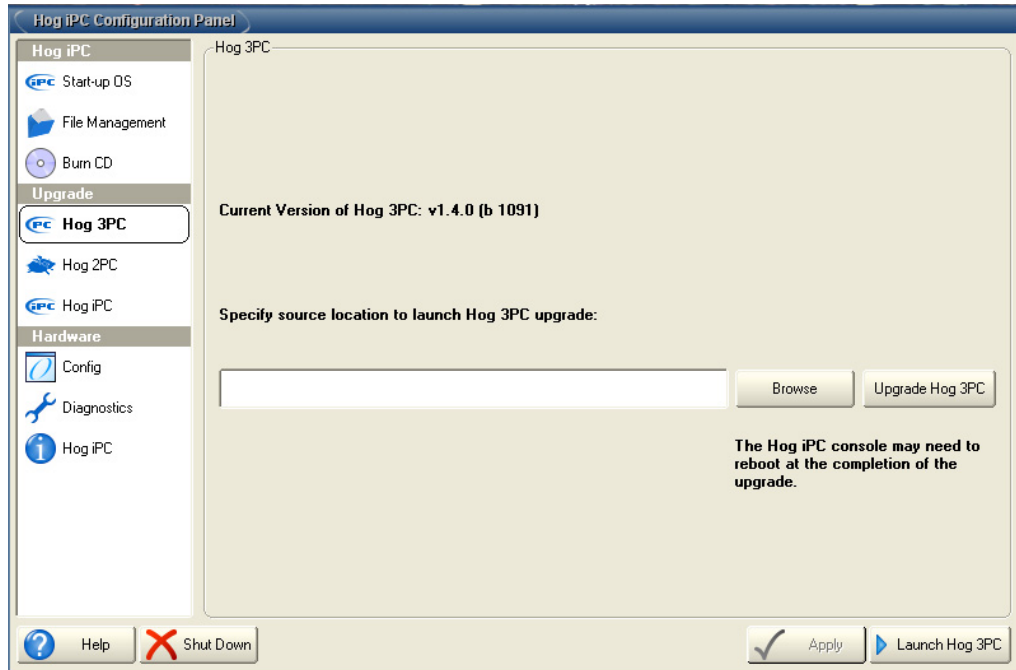 Hog iPC Configuration Panel
Hog iPC
iPC Start-up OS
File Management
Burn CD
Upgrade
PC Hog 3PC
Hog 2PC
iPC Hog iPC
Hardware
Config
Diagnostics
Hog iPC
Hog 3PC
Current Version of Hog 3PC: v1.4.0 (b 1091)
Specify source location to launch Hog 3PC upgrade:
Browse
Upgrade Hog 3PC
The Hog iPC console may need to
reboot at the completion of the
upgrade.
Help
Shut Down
Apply
Launch Hog 3PC